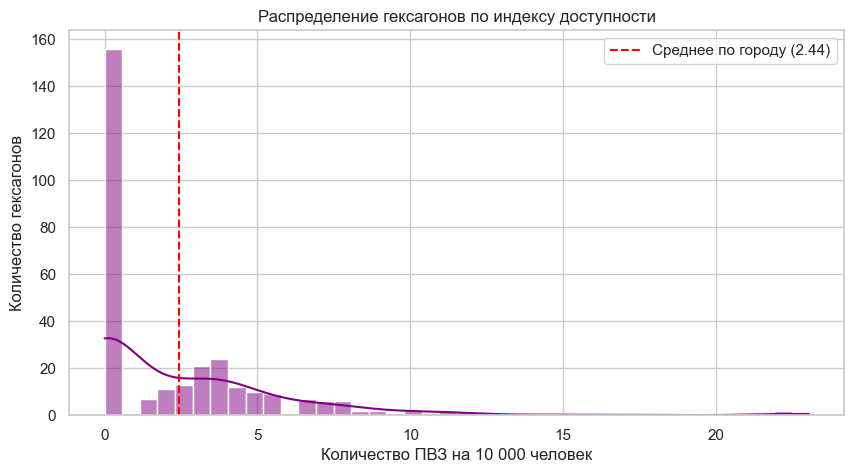 Распределение гексагонов по индексу доступности
Среднее по городу (2.44)
Количество гексагонов
160
140
120
100
80
60
40
20
0
0 5 10 15 20
Количество ПВЗ на 10 000 человек